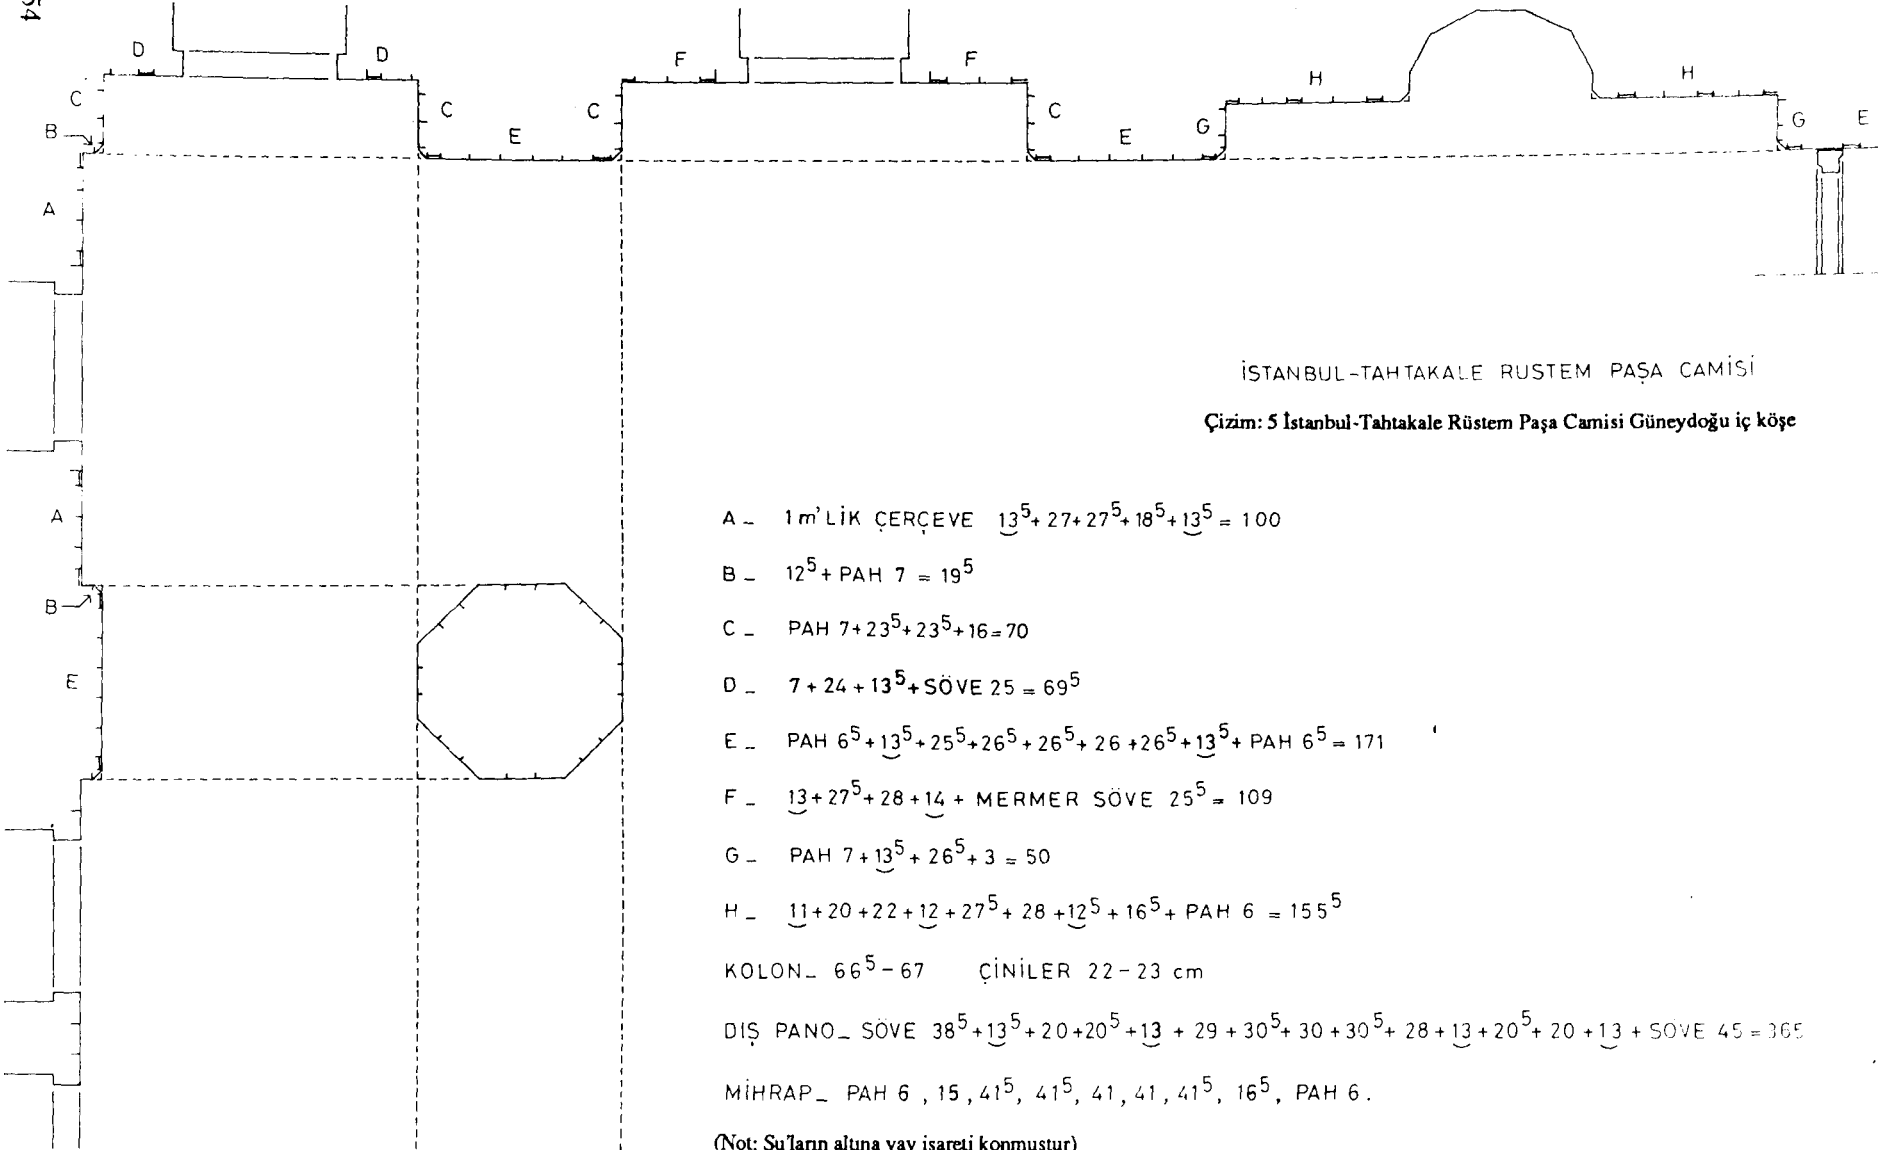 54
D D F F H H
C C C C G G E
B E E
A
İSTANBUL-TAHTAKALE RUSTEM PAŞA CAMİSİ
Çizim: 5 İstanbul-Tahtakale Rüstem Paşa Camisi Güneydoğu iç köşe
A
B
E
A _ 1 m'LİK ÇERÇEVE 13⁵+ 27+27⁵+18⁵+13⁵ = 100
B _ 12⁵+ PAH 7 = 19⁵
C _ PAH 7+23⁵+23⁵+16=70
D _ 7+24+13⁵+SÖVE 25 = 69⁵
E _ PAH 6⁵+13⁵+25⁵+26⁵+26⁵+26+26⁵+13⁵+ PAH 6⁵ = 171
F _ 13+27⁵+28+14 + MERMER SÖVE 25⁵ = 109
G _ PAH 7+13⁵+26⁵+3 = 50
H _ 11+20+22+12+27⁵+28+12⁵+16⁵+ PAH 6 = 155⁵
KOLON _ 66⁵-67 ÇİNİLER 22-23 cm
DIŞ PANO _ SÖVE 38⁵+13⁵+20+20⁵+13 + 29+30⁵+30+30⁵+28+13+20⁵+20+13 + SÖVE 45 = 365
MİHRAP _ PAH 6 , 15 , 41⁵, 41⁵, 41 , 41 , 41⁵, 16⁵, PAH 6 .
(Not: Su'ların altına yay işareti konmuştur)